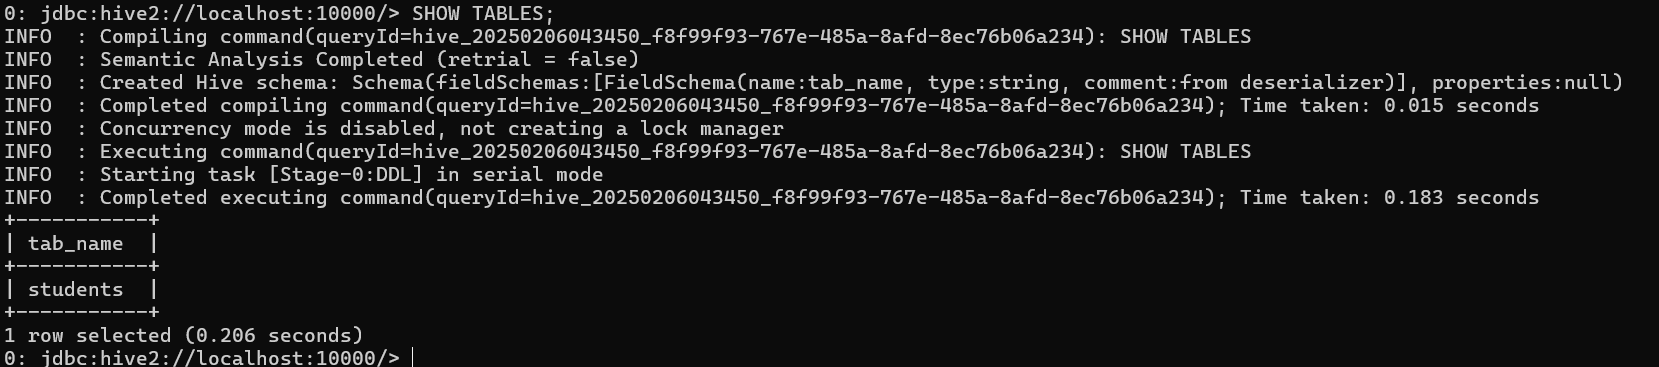 0: jdbc:hive2://localhost:10000/> SHOW TABLES;
INFO  : Compiling command(queryId=hive_20250206043450_f8f99f93-767e-485a-8afd-8ec76b06a234): SHOW TABLES
INFO  : Semantic Analysis Completed (retrial = false)
INFO  : Created Hive schema: Schema(fieldSchemas:[FieldSchema(name:tab_name, type:string, comment:from deserializer)], properties:null)
INFO  : Completed compiling command(queryId=hive_20250206043450_f8f99f93-767e-485a-8afd-8ec76b06a234); Time taken: 0.015 seconds
INFO  : Concurrency mode is disabled, not creating a lock manager
INFO  : Executing command(queryId=hive_20250206043450_f8f99f93-767e-485a-8afd-8ec76b06a234): SHOW TABLES
INFO  : Starting task [Stage-0:DDL] in serial mode
INFO  : Completed executing command(queryId=hive_20250206043450_f8f99f93-767e-485a-8afd-8ec76b06a234); Time taken: 0.183 seconds
+-----------+
| tab_name  |
+-----------+
| students  |
+-----------+
1 row selected (0.206 seconds)
0: jdbc:hive2://localhost:10000/>